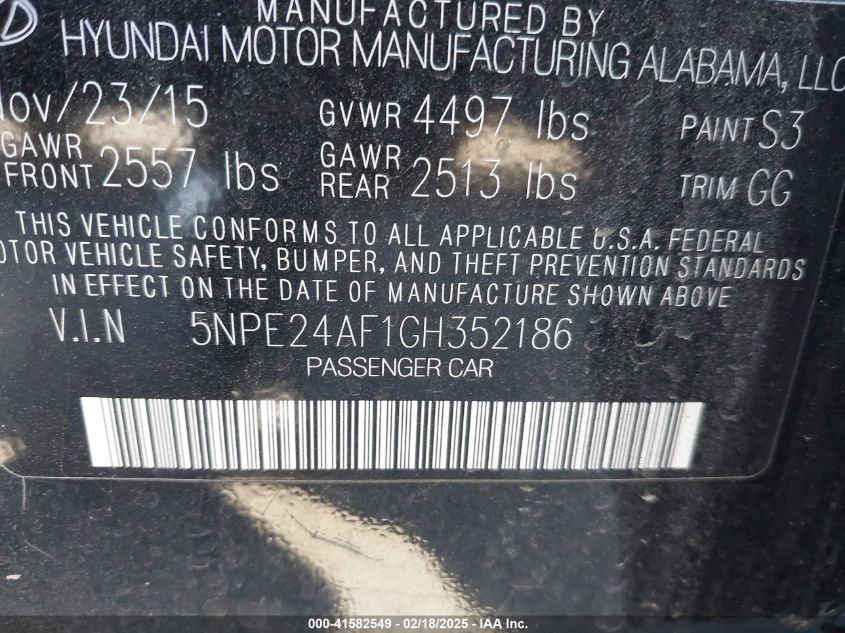 D MANUFACTURED BY
HYUNDAI MOTOR MANUFACTURING ALABAMA, LLC
Nov/23/15 GVWR 4497 lbs PAINT S3
GAWR FRONT 2557 lbs GAWR REAR 2513 lbs TRIM GG
THIS VEHICLE CONFORMS TO ALL APPLICABLE U.S.A. FEDERAL
MOTOR VEHICLE SAFETY, BUMPER, AND THEFT PREVENTION STANDARDS
IN EFFECT ON THE DATE OF MANUFACTURE SHOWN ABOVE
V.I.N 5NPE24AF1GH352186
PASSENGER CAR
000-41582549 - 02/18/2025 - IAA Inc.